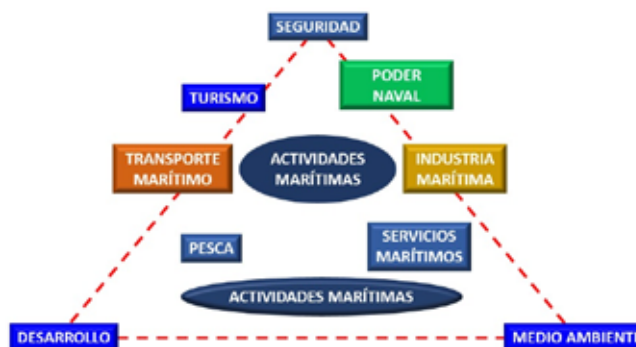 SEGURIDAD
TURISMO
PODER
NAVAL
TRANSPORTE
MARÍTIMO
ACTIVIDADES
MARÍTIMAS
INDUSTRIA
MARÍTIMA
PESCA
SERVICIOS
MARÍTIMOS
ACTIVIDADES MARÍTIMAS
DESARROLLO
MEDIO AMBIENTE